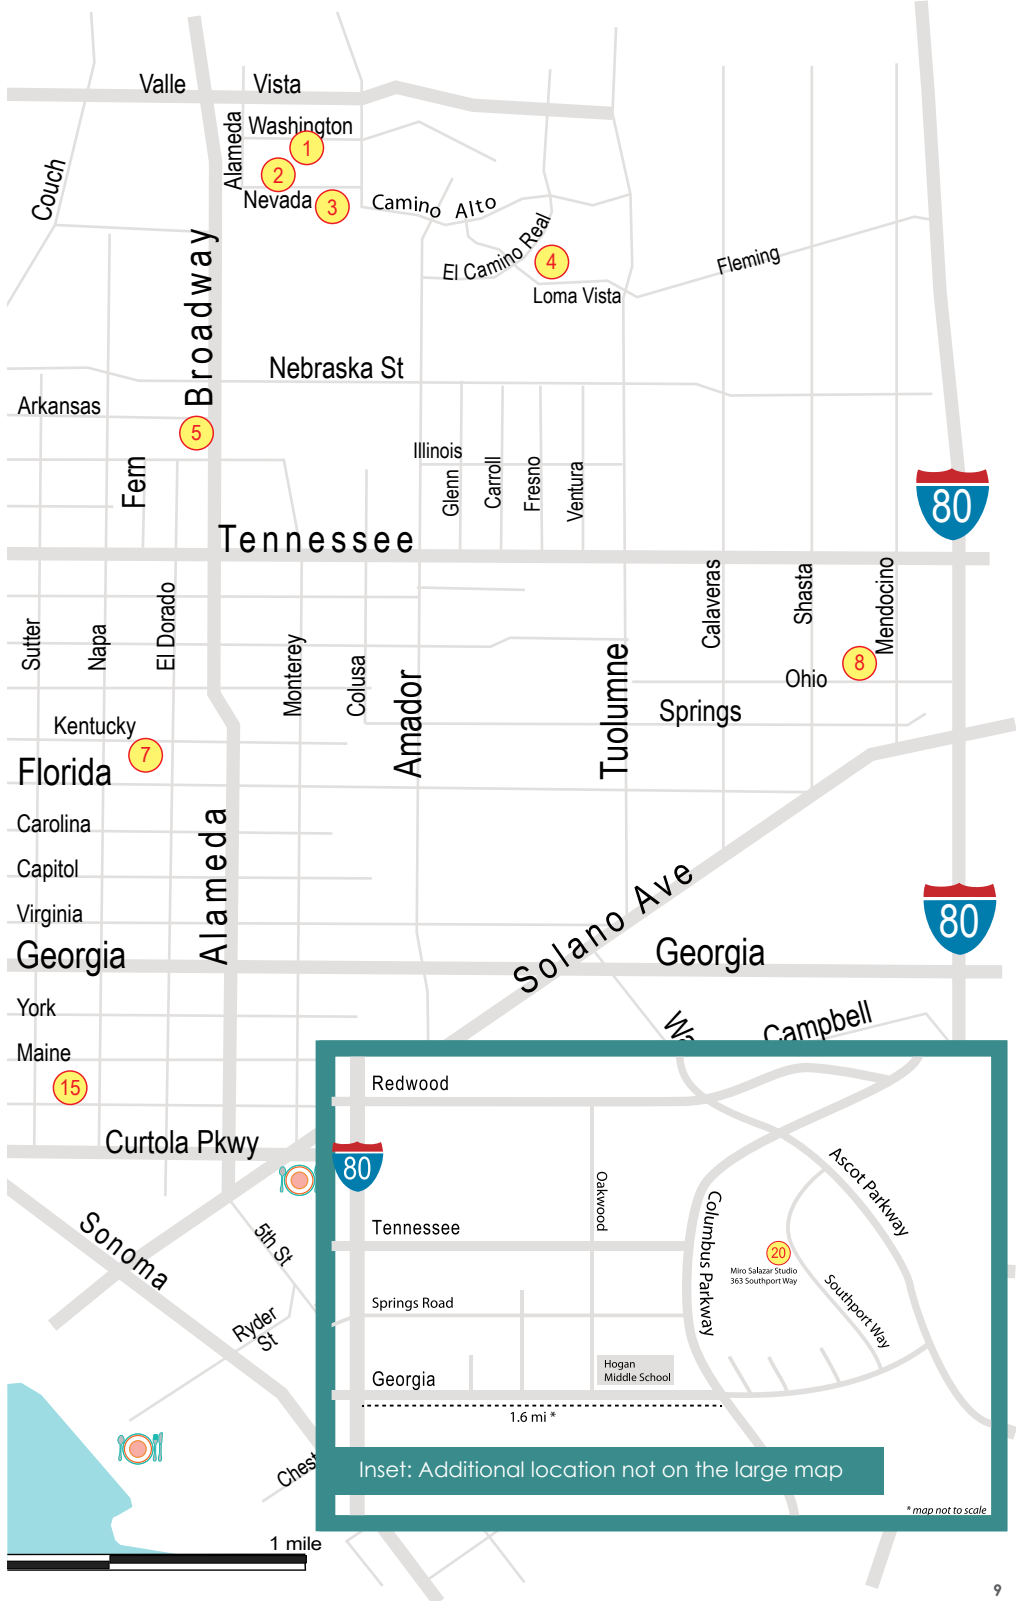 Valle Vista
Alameda
Washington
1
2
Nevada
3
Couch
Camino Alto
El Camino Real
4
Loma Vista
Fleming
Broadway
Nebraska St
Arkansas
5
Fern
Illinois
Glenn
Carroll
Fresno
Ventura
80
Tennessee
Sutter
Napa
El Dorado
Monterey
Colusa
Amador
Tuolumne
Calaveras
Shasta
Mendocino
8
Ohio
Springs
Kentucky
7
Florida
Carolina
Capitol
Virginia
Georgia
Alameda
Solano Ave
Georgia
80
York
Maine
15
Campbell
Curtola Pkwy
Sonoma
5th St
Ryder
St
Chest
1 mile
Redwood
80
Oakwood
Tennessee
Columbus Parkway
Ascot Parkway
20
Miro Salazar Studio
363 Southport Way
Southport Way
Springs Road
Hogan
Middle School
Georgia
1.6 mi *
Inset: Additional location not on the large map
* map not to scale
9